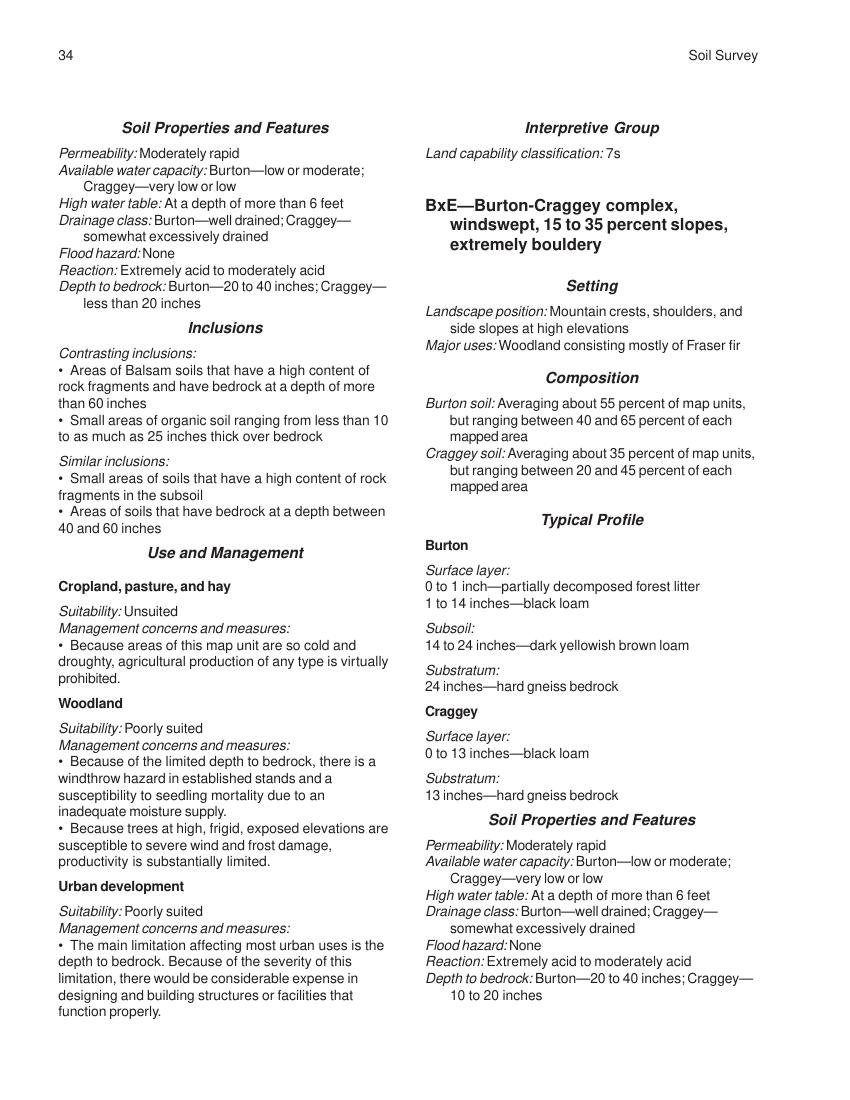 34
Soil Survey
Soil Properties and Features
Permeability: Moderately rapid
Available water capacity: Burton—low or moderate;
Craggey—very low or low
High water table: At a depth of more than 6 feet
Drainage class: Burton—well drained; Craggey—
somewhat excessively drained
Flood hazard: None
Reaction: Extremely acid to moderately acid
Depth to bedrock: Burton—20 to 40 inches; Craggey—
less than 20 inches
Inclusions
Contrasting inclusions:
• Areas of Balsam soils that have a high content of
rock fragments and have bedrock at a depth of more
than 60 inches
• Small areas of organic soil ranging from less than 10
to as much as 25 inches thick over bedrock
Similar inclusions:
• Small areas of soils that have a high content of rock
fragments in the subsoil
• Areas of soils that have bedrock at a depth between
40 and 60 inches
Use and Management
Cropland, pasture, and hay
Suitability: Unsuited
Management concerns and measures:
• Because areas of this map unit are so cold and
droughty, agricultural production of any type is virtually
prohibited.
Woodland
Suitability: Poorly suited
Management concerns and measures:
• Because of the limited depth to bedrock, there is a
windthrow hazard in established stands and a
susceptibility to seedling mortality due to an
inadequate moisture supply.
• Because trees at high, frigid, exposed elevations are
susceptible to severe wind and frost damage,
productivity is substantially limited.
Urban development
Suitability: Poorly suited
Management concerns and measures:
• The main limitation affecting most urban uses is the
depth to bedrock. Because of the severity of this
limitation, there would be considerable expense in
designing and building structures or facilities that
function properly.
Interpretive Group
Land capability classification: 7s
BxE—Burton-Craggey complex,
windswept, 15 to 35 percent slopes,
extremely bouldery
Setting
Landscape position: Mountain crests, shoulders, and
side slopes at high elevations
Major uses: Woodland consisting mostly of Fraser fir
Composition
Burton soil: Averaging about 55 percent of map units,
but ranging between 40 and 65 percent of each
mapped area
Craggey soil: Averaging about 35 percent of map units,
but ranging between 20 and 45 percent of each
mapped area
Typical Profile
Burton
Surface layer:
0 to 1 inch—partially decomposed forest litter
1 to 14 inches—black loam
Subsoil:
14 to 24 inches—dark yellowish brown loam
Substratum:
24 inches—hard gneiss bedrock
Craggey
Surface layer:
0 to 13 inches—black loam
Substratum:
13 inches—hard gneiss bedrock
Soil Properties and Features
Permeability: Moderately rapid
Available water capacity: Burton—low or moderate;
Craggey—very low or low
High water table: At a depth of more than 6 feet
Drainage class: Burton—well drained; Craggey—
somewhat excessively drained
Flood hazard: None
Reaction: Extremely acid to moderately acid
Depth to bedrock: Burton—20 to 40 inches; Craggey—
10 to 20 inches